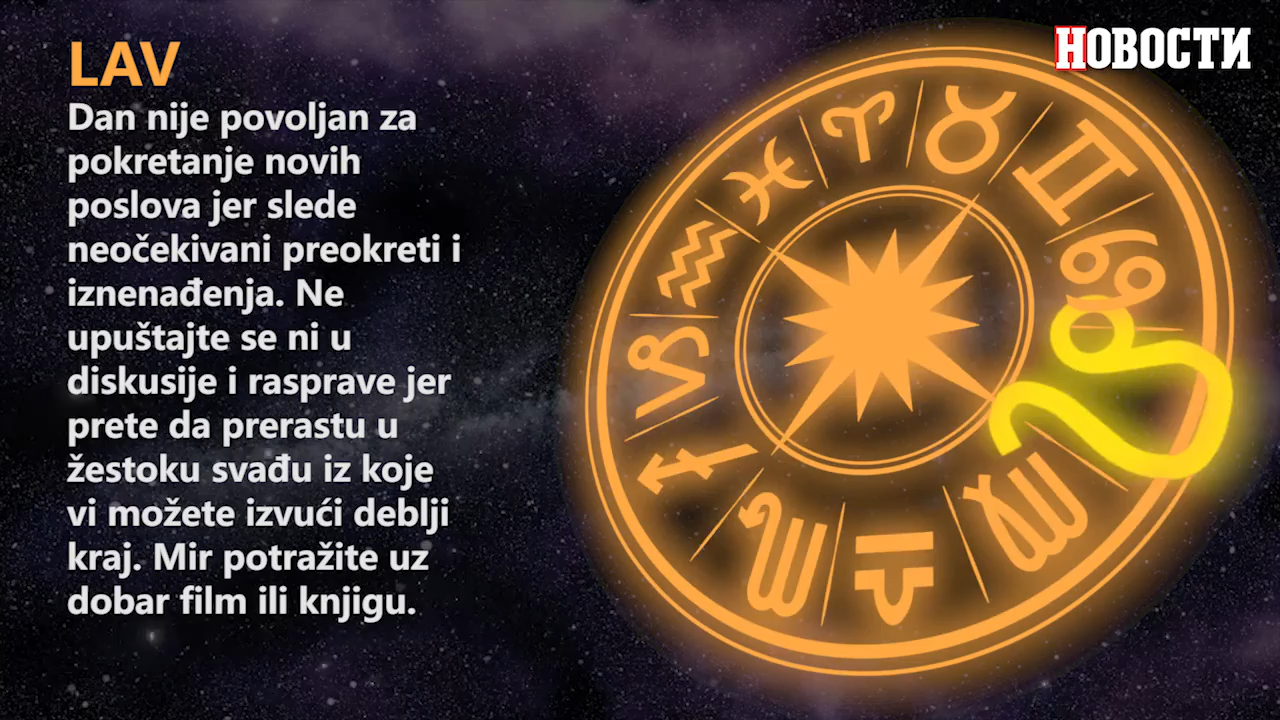 LAV
Dan nije povoljan za
pokretanje novih
poslova jer slede
neočekivani preokreti i
iznenađenja. Ne
upuštajte se ni u
diskusije i rasprave jer
prete da prerastu u
žestoku svađu iz koje
vi možete izvući deblji
kraj. Mir potražite uz
dobar film ili knjigu.
НОВОСТИ